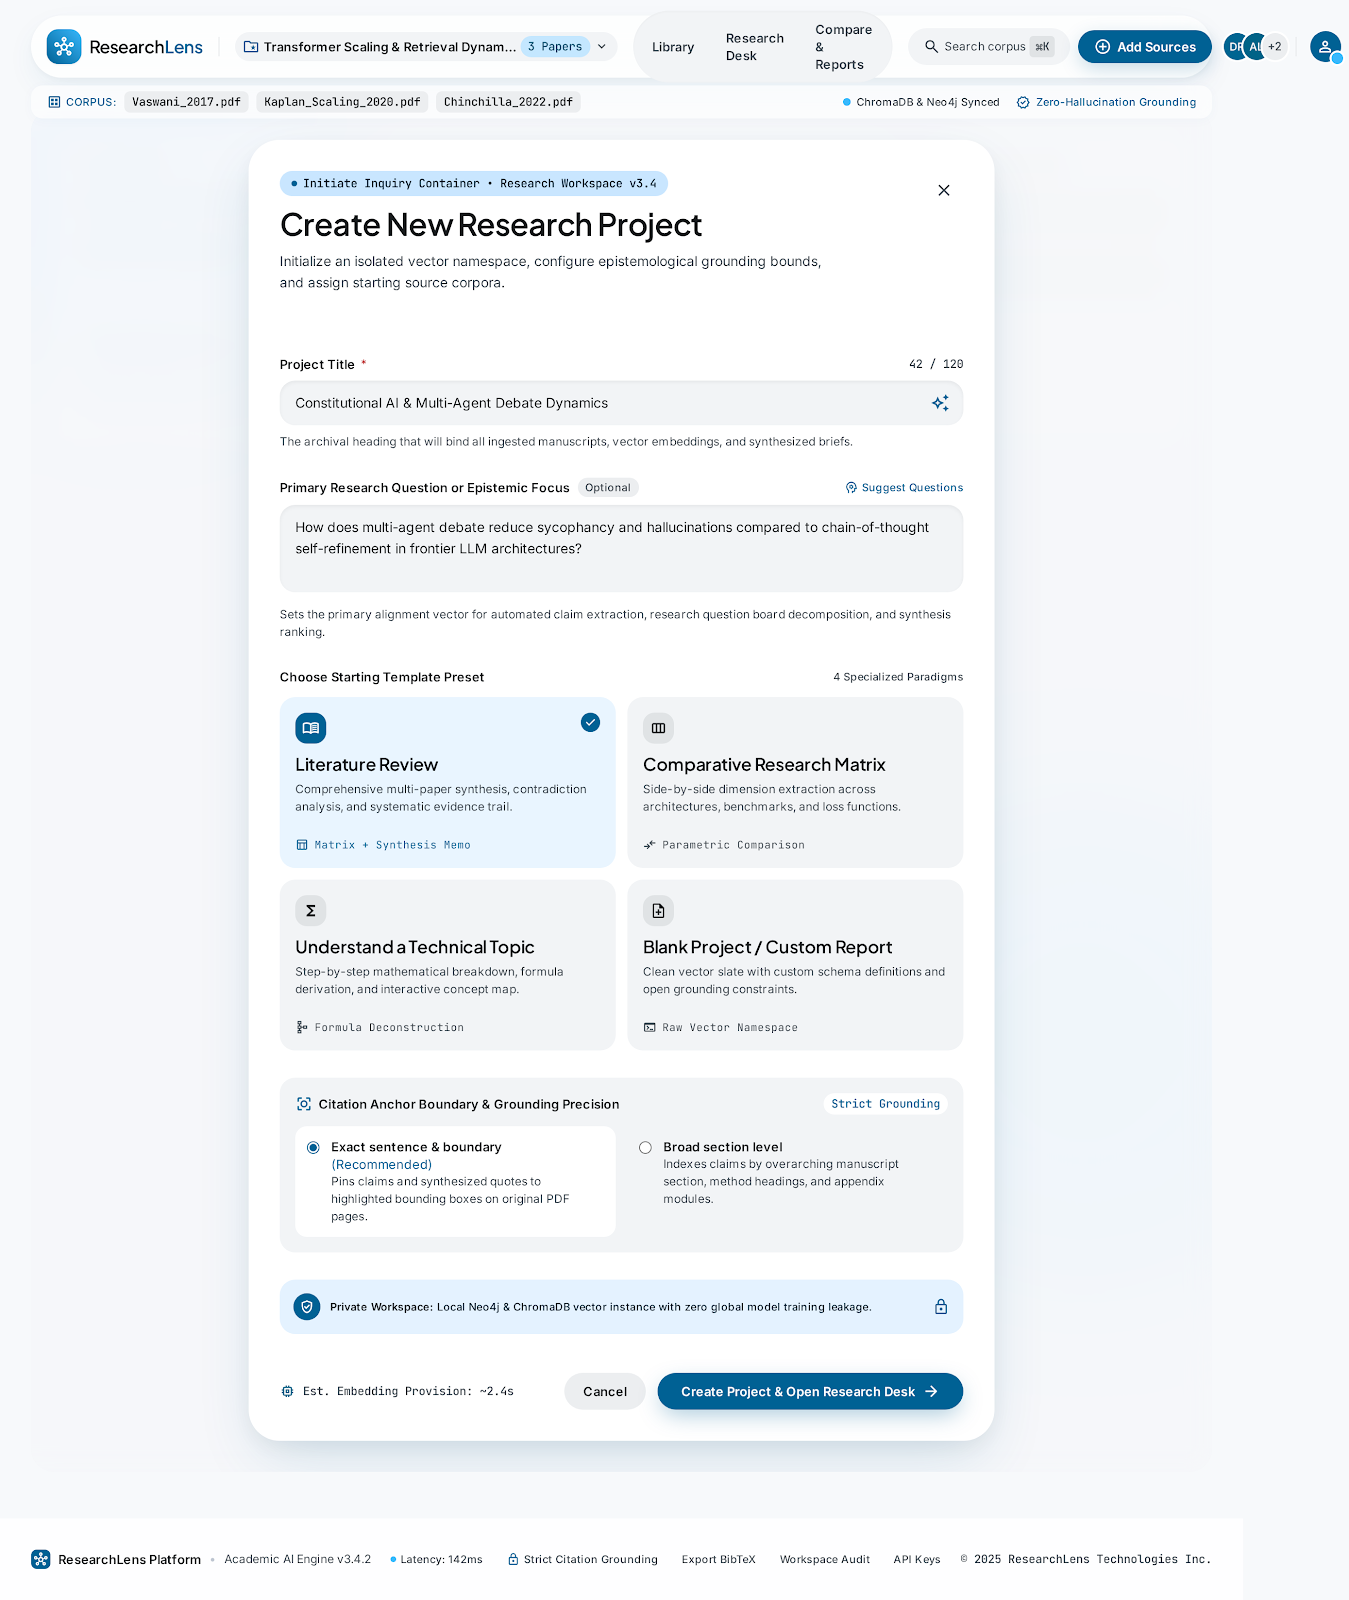 ResearchLens
Transformer Scaling & Retrieval Dynam... 3 Papers
Library
Research Desk
Compare & Reports
Search corpus ⌘K
Add Sources
+2
CORPUS: Vaswani_2017.pdf Kaplan_Scaling_2020.pdf Chinchilla_2022.pdf
ChromaDB & Neo4j Synced
Zero-Hallucination Grounding
Initiate Inquiry Container • Research Workspace v3.4
Create New Research Project
Initialize an isolated vector namespace, configure epistemological grounding bounds,
and assign starting source corpora.
Project Title *
42 / 120
Constitutional AI & Multi-Agent Debate Dynamics
The archival heading that will bind all ingested manuscripts, vector embeddings, and synthesized briefs.
Primary Research Question or Epistemic Focus Optional
Suggest Questions
How does multi-agent debate reduce sycophancy and hallucinations compared to chain-of-thought
self-refinement in frontier LLM architectures?
Sets the primary alignment vector for automated claim extraction, research question board decomposition, and synthesis
ranking.
Choose Starting Template Preset
4 Specialized Paradigms
Literature Review
Comprehensive multi-paper synthesis, contradiction
analysis, and systematic evidence trail.
Matrix + Synthesis Memo
Comparative Research Matrix
Side-by-side dimension extraction across
architectures, benchmarks, and loss functions.
Parametric Comparison
Understand a Technical Topic
Step-by-step mathematical breakdown, formula
derivation, and interactive concept map.
Formula Deconstruction
Blank Project / Custom Report
Clean vector slate with custom schema definitions and
open grounding constraints.
Raw Vector Namespace
Citation Anchor Boundary & Grounding Precision
Strict Grounding
Exact sentence & boundary
(Recommended)
Pins claims and synthesized quotes to
highlighted bounding boxes on original PDF
pages.
Broad section level
Indexes claims by overarching manuscript
section, method headings, and appendix
modules.
Private Workspace: Local Neo4j & ChromaDB vector instance with zero global model training leakage.
Est. Embedding Provision: ~2.4s
Cancel
Create Project & Open Research Desk
ResearchLens Platform • Academic AI Engine v3.4.2
Latency: 142ms
Strict Citation Grounding
Export BibTeX
Workspace Audit
API Keys
© 2025 ResearchLens Technologies Inc.